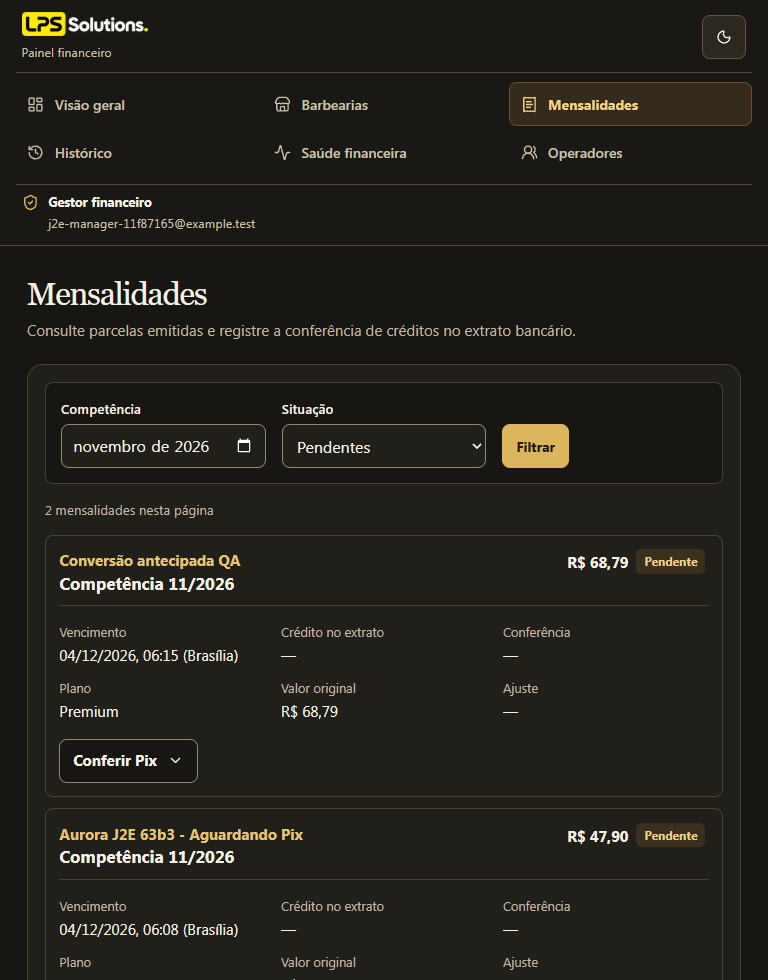 LPS Solutions.
Painel financeiro
Visão geral
Barbearias
Mensalidades
Histórico
Saúde financeira
Operadores
Gestor financeiro
j2e-manager-11f87165@example.test
Mensalidades
Consulte parcelas emitidas e registre a conferência de créditos no extrato bancário.
Competência
Situação
novembro de 2026
Pendentes
Filtrar
2 mensalidades nesta página
Conversão antecipada QA
Competência 11/2026
R$ 68,79 Pendente
Vencimento
Crédito no extrato
Conferência
04/12/2026, 06:15 (Brasília)
—
—
Plano
Valor original
Ajuste
Premium
R$ 68,79
—
Conferir Pix
Aurora J2E 63b3 - Aguardando Pix
Competência 11/2026
R$ 47,90 Pendente
Vencimento
Crédito no extrato
Conferência
04/12/2026, 06:08 (Brasília)
—
—
Plano
Valor original
Ajuste